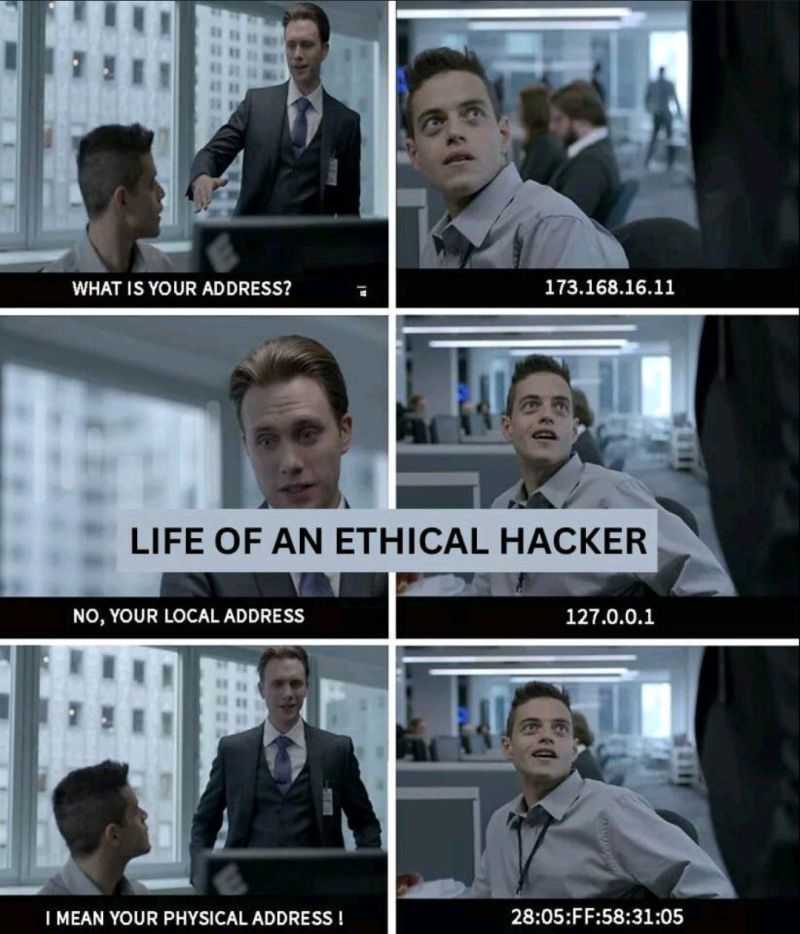 WHAT IS YOUR ADDRESS?
173.168.16.11
LIFE OF AN ETHICAL HACKER
NO, YOUR LOCAL ADDRESS
127.0.0.1
I MEAN YOUR PHYSICAL ADDRESS !
28:05:FF:58:31:05